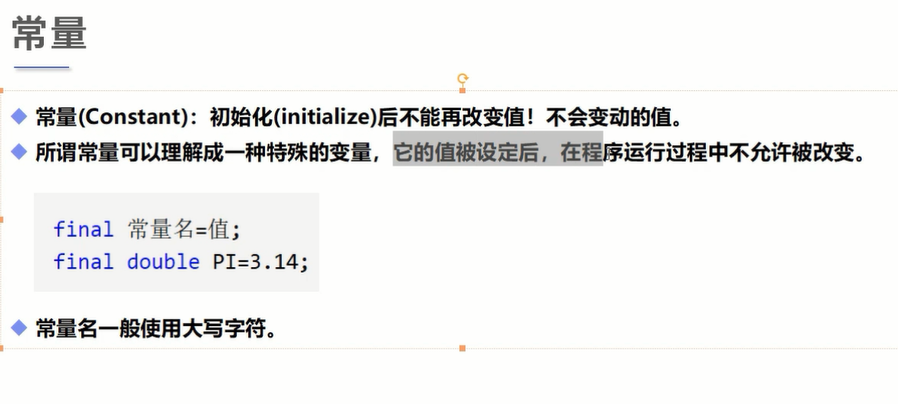 常量
常量(Constant)：初始化(initialize)后不能再改变值！不会变动的值。
所谓常量可以理解成一种特殊的变量，它的值被设定后，在程序运行过程中不允许被改变。
final 常量名=值;
final double PI=3.14;
常量名一般使用大写字符。